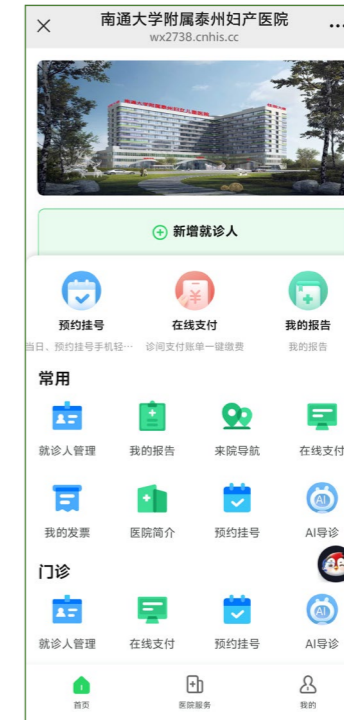 南通大学附属泰州妇产医院
wx2738.cnhis.cc
新增就诊人
预约挂号 在线支付 我的报告
当日、预约挂号手机轻… 诊间支付账单一键缴费 我的报告
常用
就诊人管理 我的报告 来院导航 在线支付
我的发票 医院简介 预约挂号 AI导诊
门诊
就诊人管理 在线支付 预约挂号 AI导诊
首页 医院服务 我的